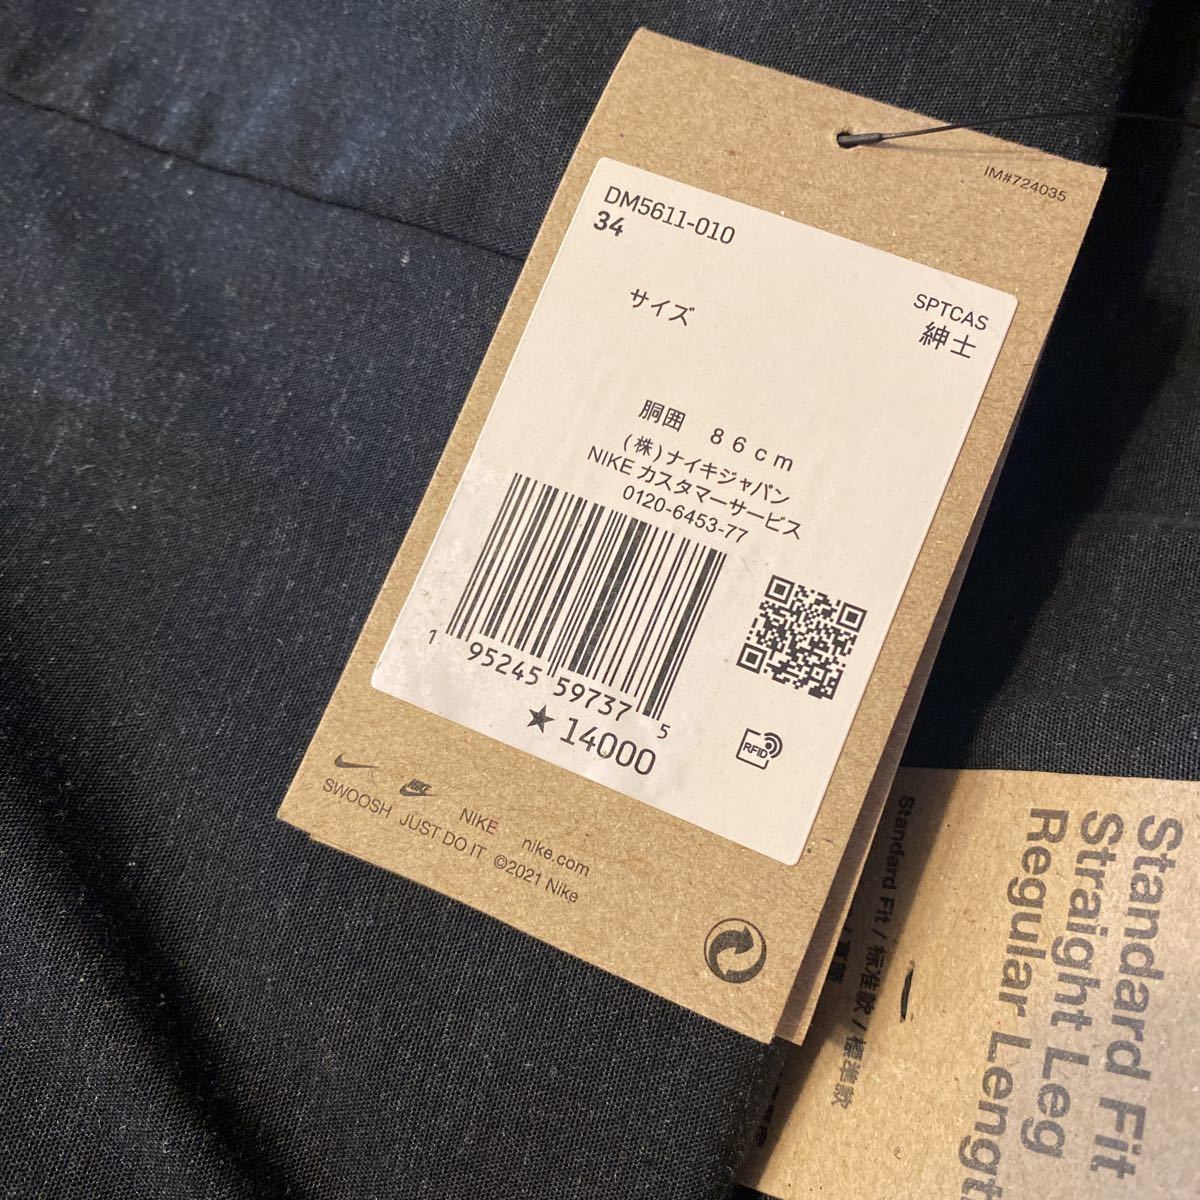 IM#724035
DM5611-010
34
SPTCAS
サイズ
紳士
胴囲 86cm
(株)ナイキジャパン
NIKE カスタマーサービス
0120-6453-77
1 95245 59737 5
★14000
RFID
NIKE nike.com
SWOOSH JUST DO IT ©2021 Nike
Standard Fit
Straight Leg
Regular Lengt
Standard Fit / 标准款 / 標準款